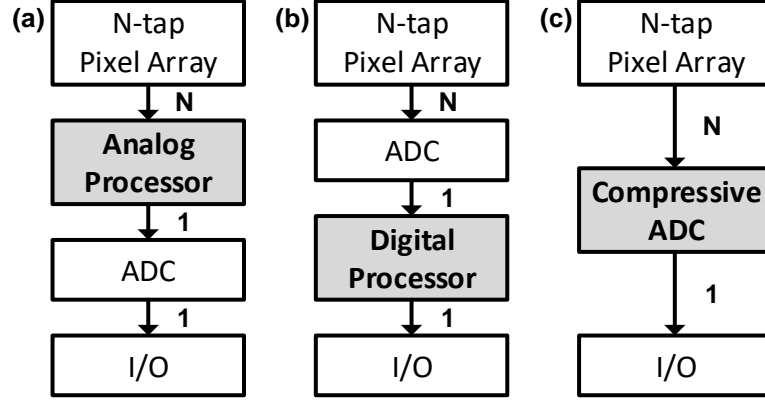 (a)
N-tap
Pixel Array
N
Analog
Processor
1
ADC
1
I/O
(b)
N-tap
Pixel Array
N
ADC
1
Digital
Processor
1
I/O
(c)
N-tap
Pixel Array
N
Compressive
ADC
1
I/O